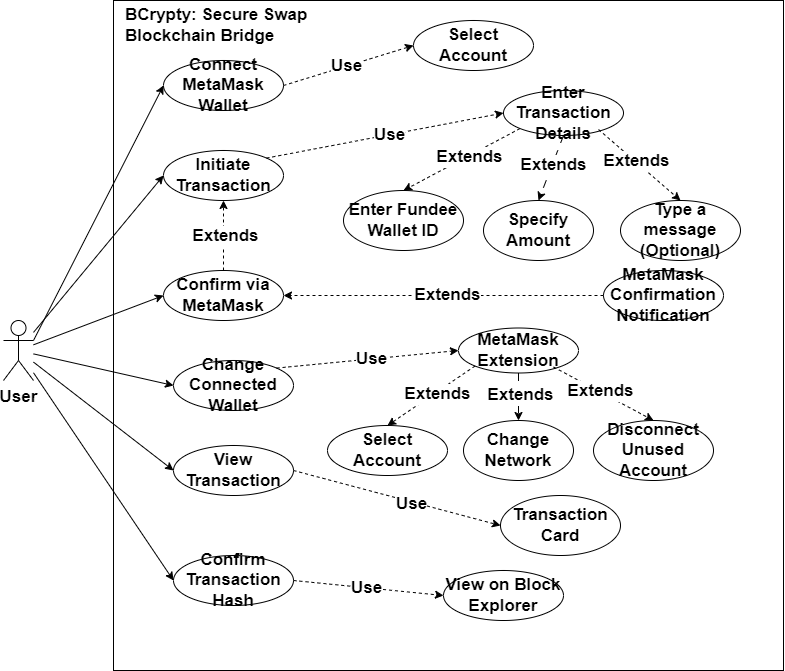 BCrypty: Secure Swap
Blockchain Bridge
Connect
MetaMask
Wallet
Use
Select
Account
Initiate
Transaction
Use
Enter
Transaction
Details
Extends
Extends
Extends
Enter Fundee
Wallet ID
Specify
Amount
Type a
message
(Optional)
Extends
Confirm via
MetaMask
Extends
MetaMask
Confirmation
Notification
User
Change
Connected
Wallet
Use
MetaMask
Extension
Extends
Extends
Extends
Select
Account
Change
Network
Disconnect
Unused
Account
View
Transaction
Use
Transaction
Card
Confirm
Transaction
Hash
Use
View on Block
Explorer